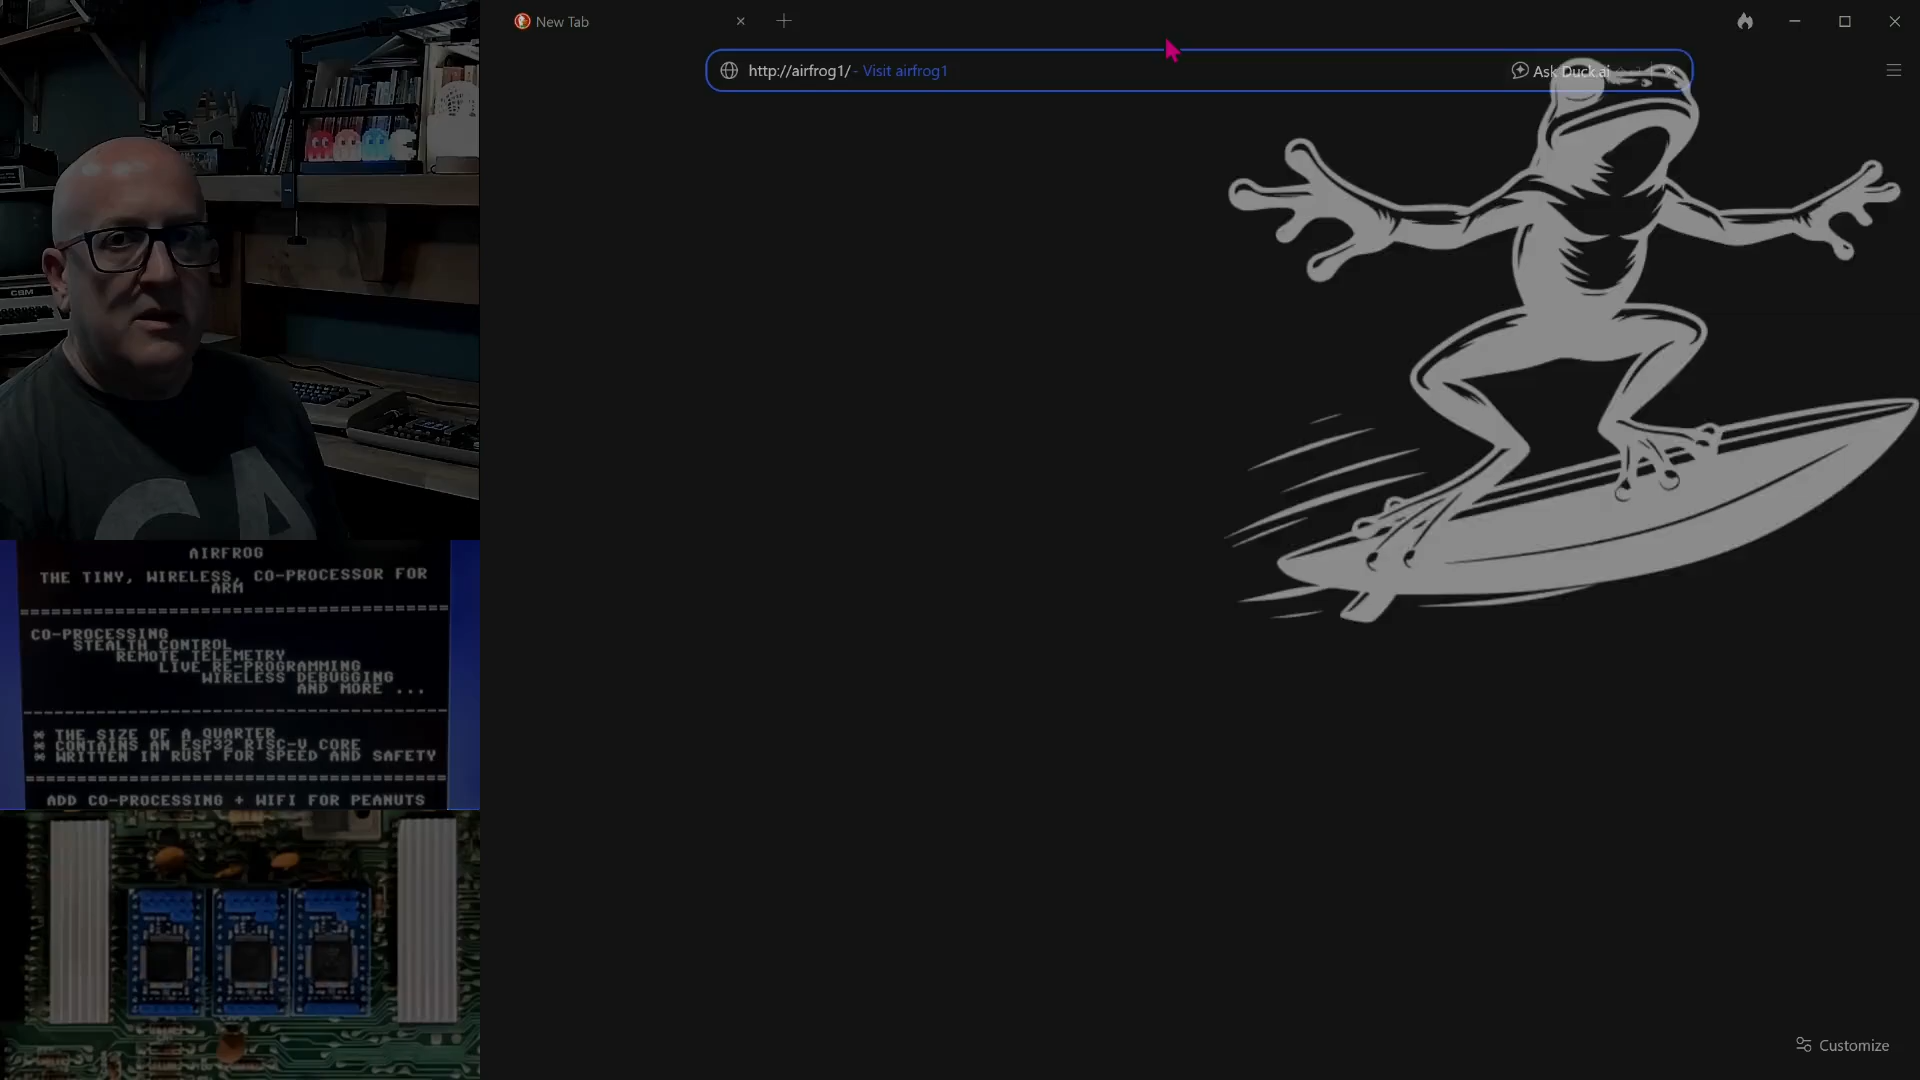 New Tab
http://airfrog1/ - Visit airfrog1
Ask Duck.ai
CBM
CA
AIRFROG
THE TINY, WIRELESS, CO-PROCESSOR FOR
ARM
CO-PROCESSING
STEALTH CONTROL
REMOTE TELEMETRY
LIVE RE-PROGRAMMING
WIRELESS DEBUGGING
AND MORE ...
* THE SIZE OF A QUARTER
* CONTAINS AN ESP32 RISC-V CORE
* WRITTEN IN RUST FOR SPEED AND SAFETY
ADD CO-PROCESSING + WIFI FOR PEANUTS
Customize